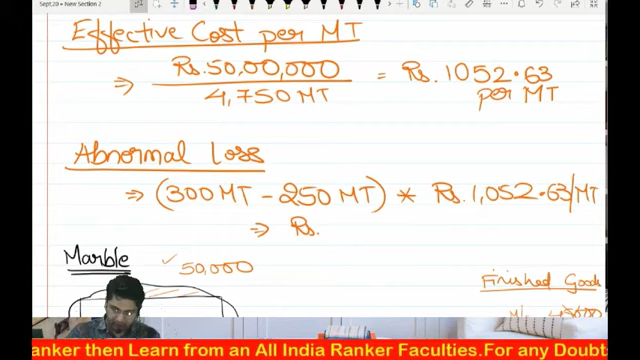 Sept.20 - New Section 2
Effective Cost per MT
⇒ Rs.50,00,000 = Rs.1052.63
4,750 MT per MT
Abnormal loss
⇒ (300 MT - 250 MT) * Rs.1,052.63/MT
⇒ Rs.
Marble
✓ 50,000
Finished Goods
anker then Learn from an All India Ranker Faculties.For any Doubts